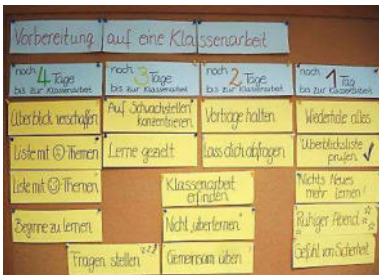 Vorbereitung auf eine Klassenarbeit
noch 4 Tage
bis zur Klassenarbeit
noch 3 Tage
bis zur Klassenarbeit
noch 2 Tage
bis zur Klassenarbeit
noch 1 Tag
bis zur Klassenarbeit
Überblick verschaffen
Auf Schwachstellen
konzentrieren
Vorträge halten
Wiederhole alles
Liste mit ☹ Themen
Lerne gezielt
Lass dich abfragen
Überblicksliste
prüfen ✓
Liste mit ☺ Themen
Klassenarbeit
erfinden
Nichts Neues
mehr lernen!
Beginne zu lernen
Nicht „überlernen“
Ruhiger Abend
Fragen stellen ???
Gemeinsam üben
Gefühl von Sicherheit